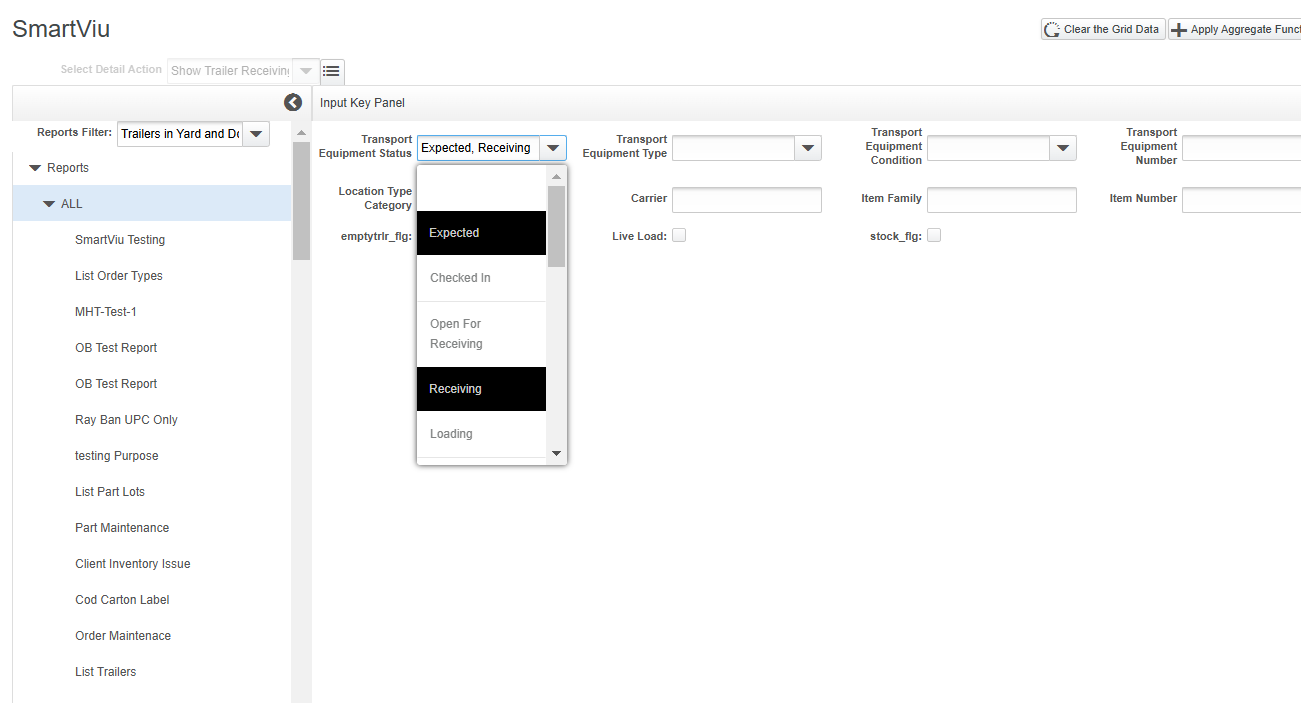 SmartViu
Clear the Grid Data
Apply Aggregate Funct
Select Detail Action
Show Trailer Receiving
Input Key Panel
Reports Filter:
Trailers in Yard and Do
Reports
ALL
SmartViu Testing
List Order Types
MHT-Test-1
OB Test Report
OB Test Report
Ray Ban UPC Only
testing Purpose
List Part Lots
Part Maintenance
Client Inventory Issue
Cod Carton Label
Order Maintenace
List Trailers
Transport
Equipment Status
Expected, Receiving
Transport
Equipment Type
Transport
Equipment
Condition
Transport
Equipment
Number
Location Type
Category
Carrier
Item Family
Item Number
emptytrlr_flg:
Live Load:
stock_flg:
Expected
Checked In
Open For
Receiving
Receiving
Loading